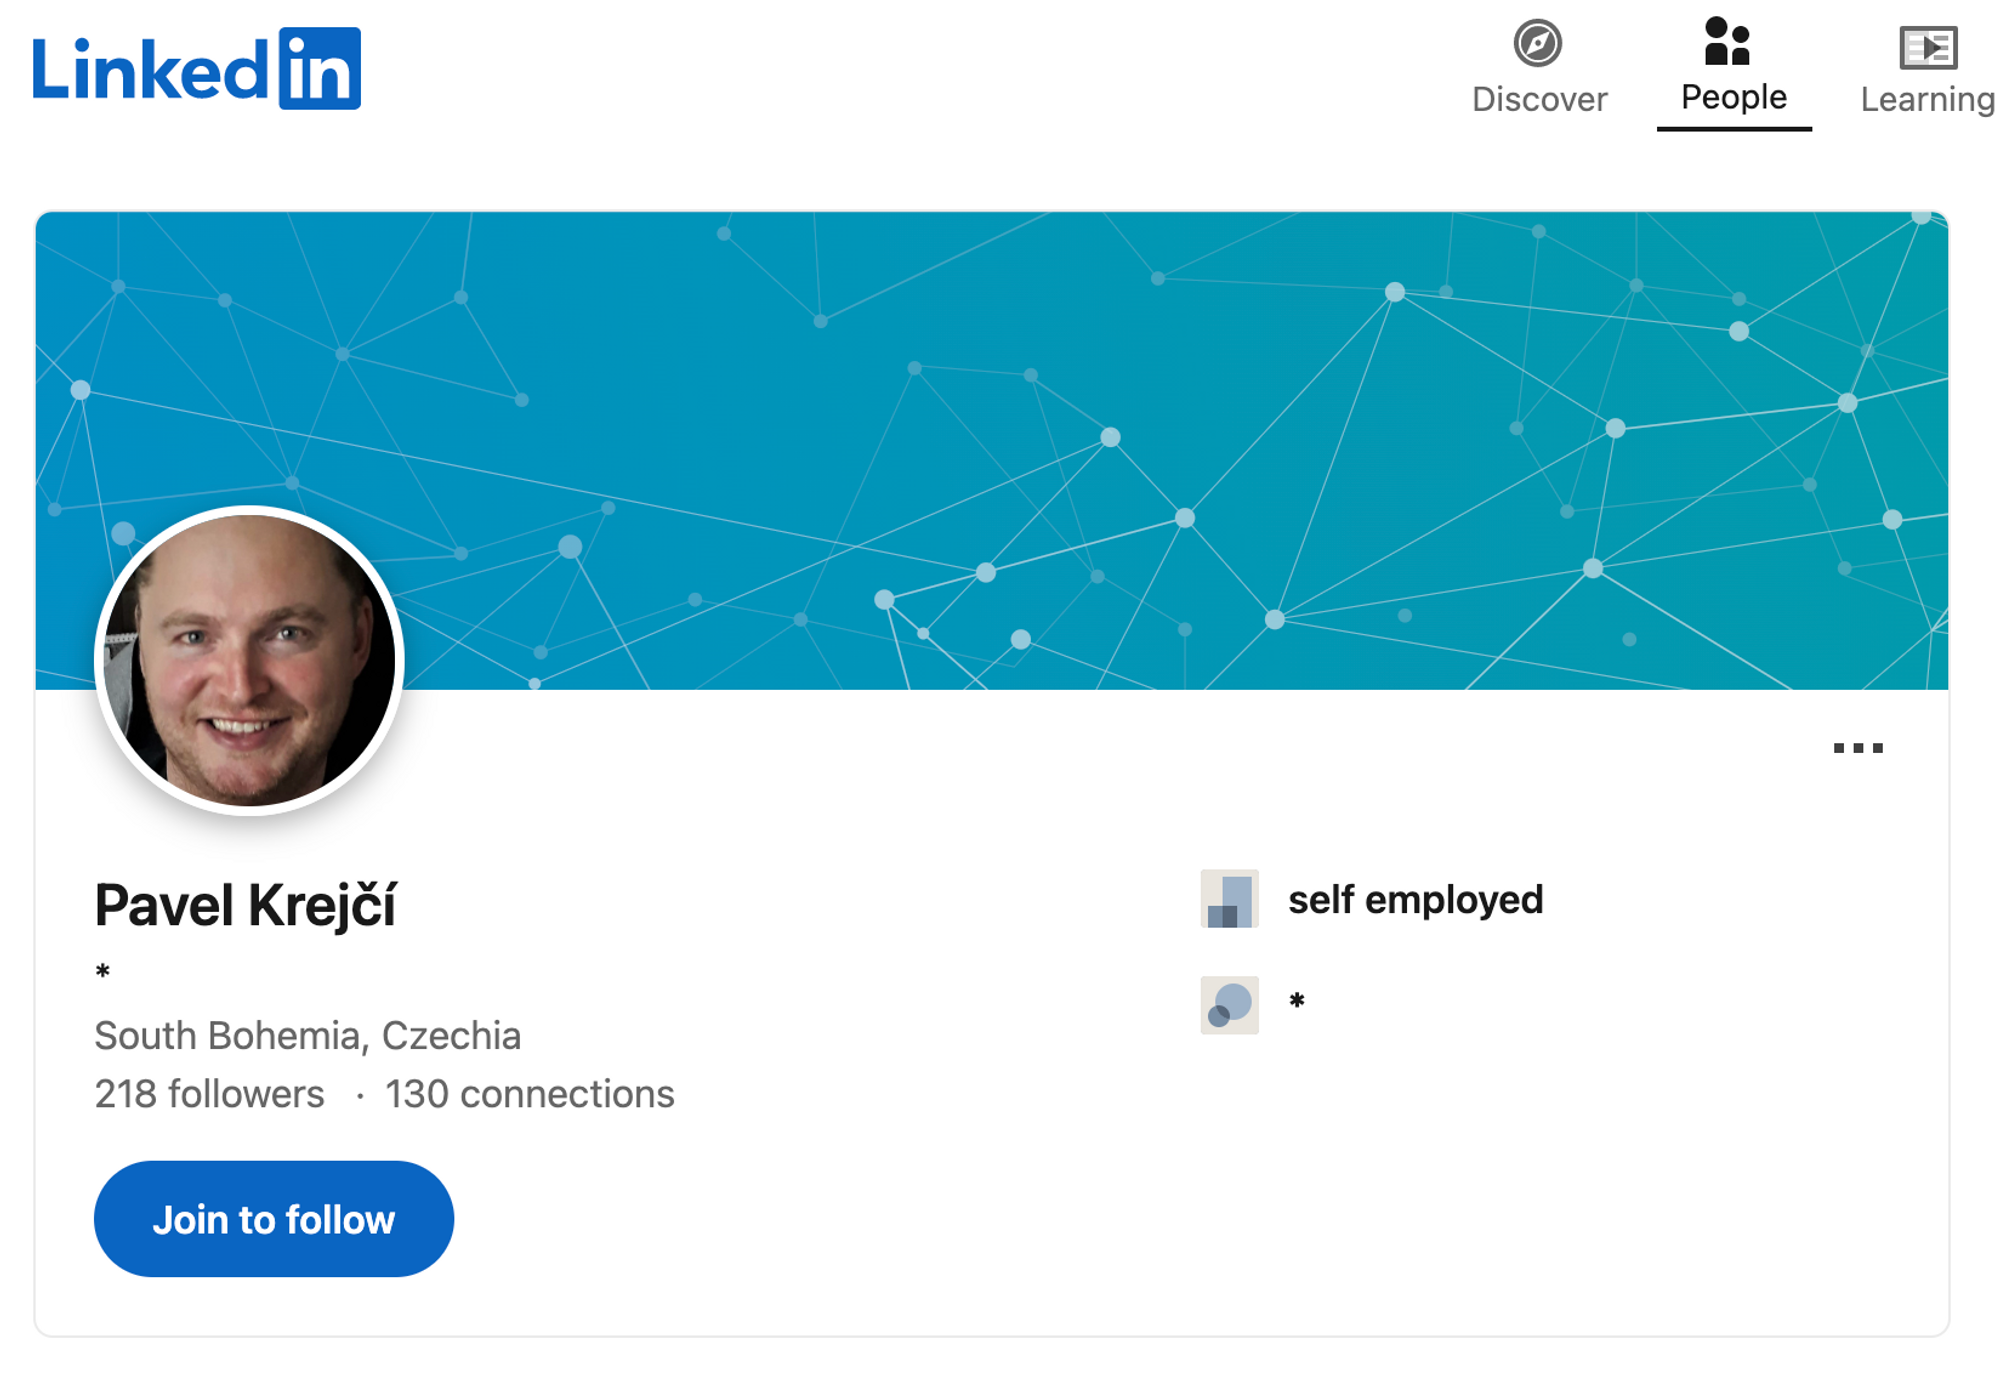 LinkedIn
Discover
People
Learning
Pavel Krejčí
*
South Bohemia, Czechia
218 followers · 130 connections
Join to follow
self employed
*